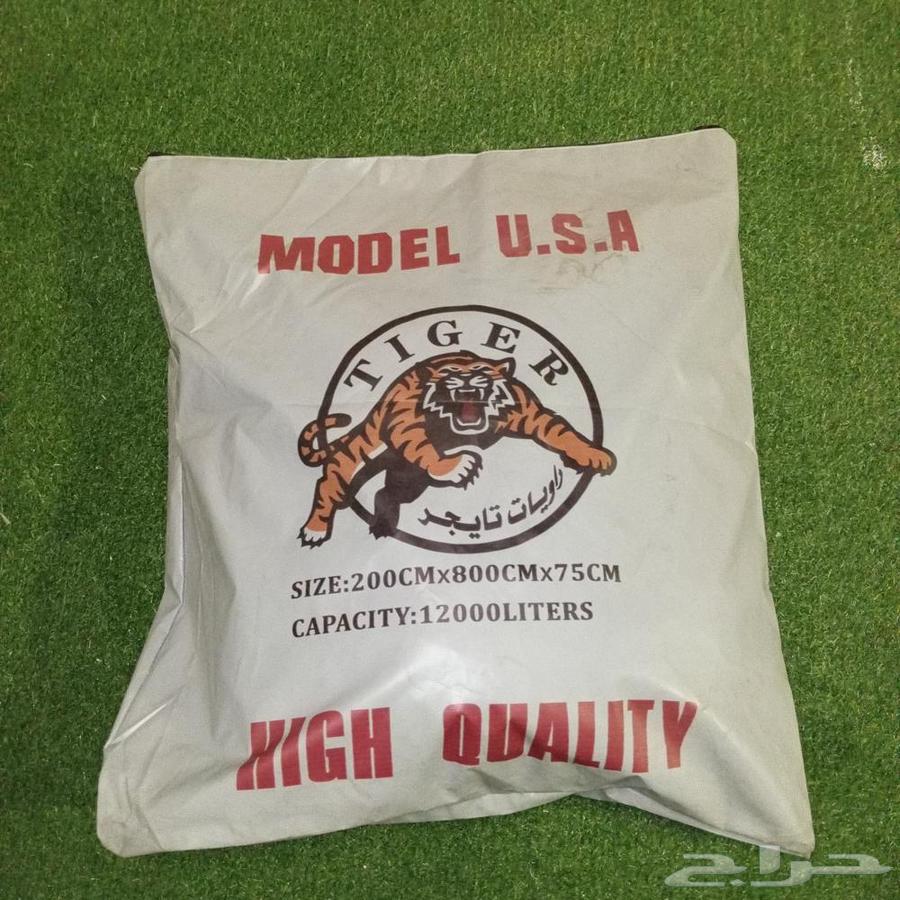 MODEL U.S.A
TIGER
راويات تايجر
SIZE:200CMx800CMx75CM
CAPACITY:12000LITERS
HIGH QUALITY
حراج